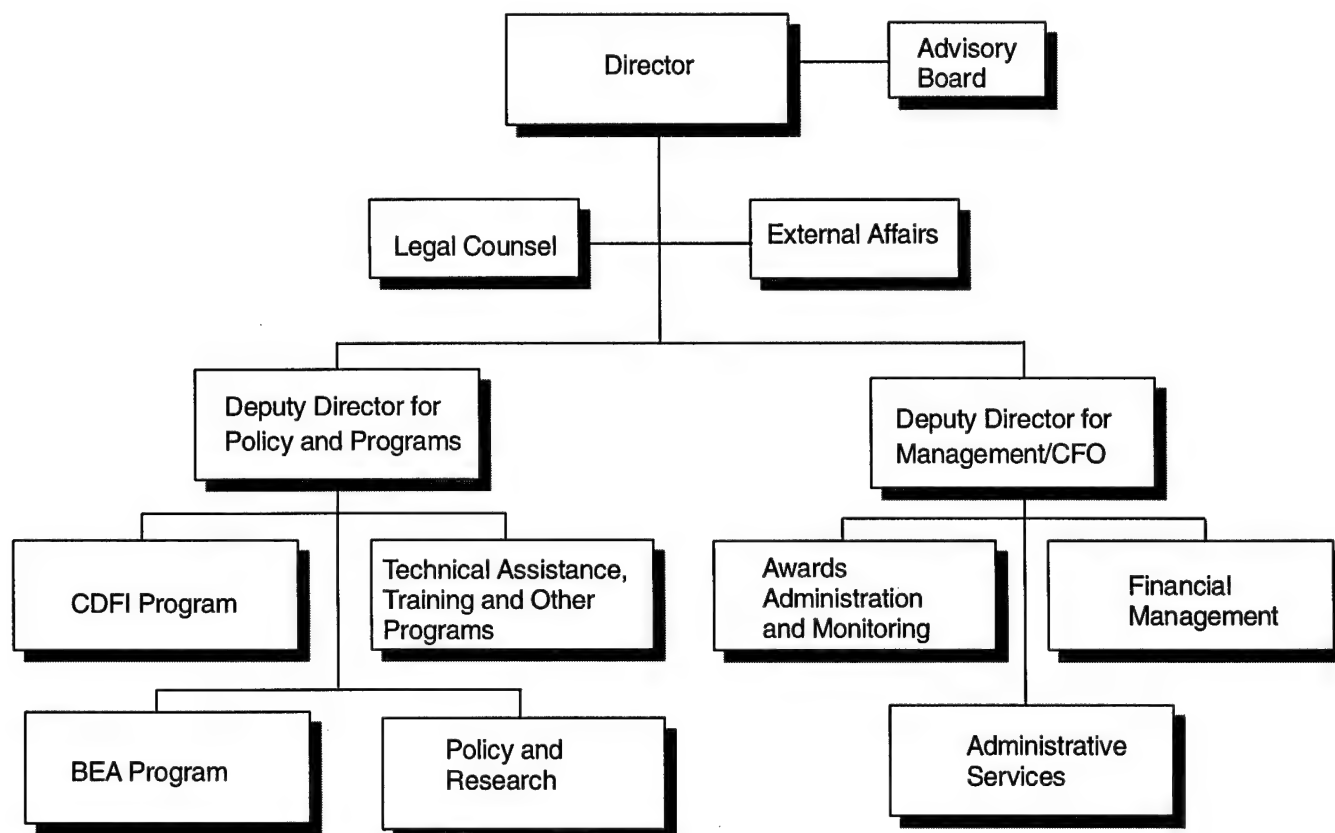 Director
Advisory
Board
Legal Counsel
External Affairs
Deputy Director for
Policy and Programs
Deputy Director for
Management/CFO
CDFI Program
Technical Assistance,
Training and Other
Programs
Awards
Administration
and Monitoring
Financial
Management
BEA Program
Policy and
Research
Administrative
Services